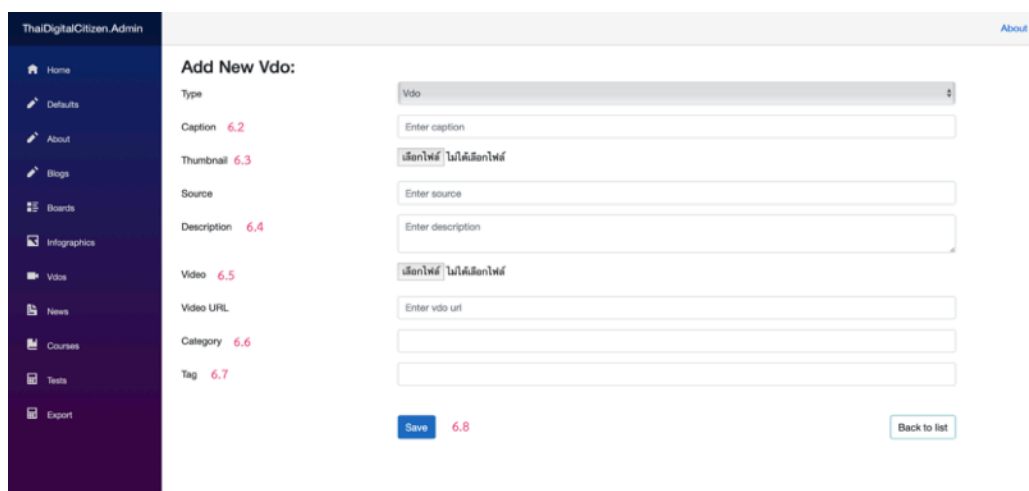 ThaiDigitalCitizen.Admin
About
Home
Defaults
About
Blogs
Boards
Infographics
Vdos
News
Courses
Tests
Export
Add New Vdo:
Type Vdo
Caption 6.2 Enter caption
Thumbnail 6.3 เลือกไฟล์ ไม่ได้เลือกไฟล์
Source Enter source
Description 6.4 Enter description
Video 6.5 เลือกไฟล์ ไม่ได้เลือกไฟล์
Video URL Enter vdo url
Category 6.6
Tag 6.7
Save 6.8 Back to list